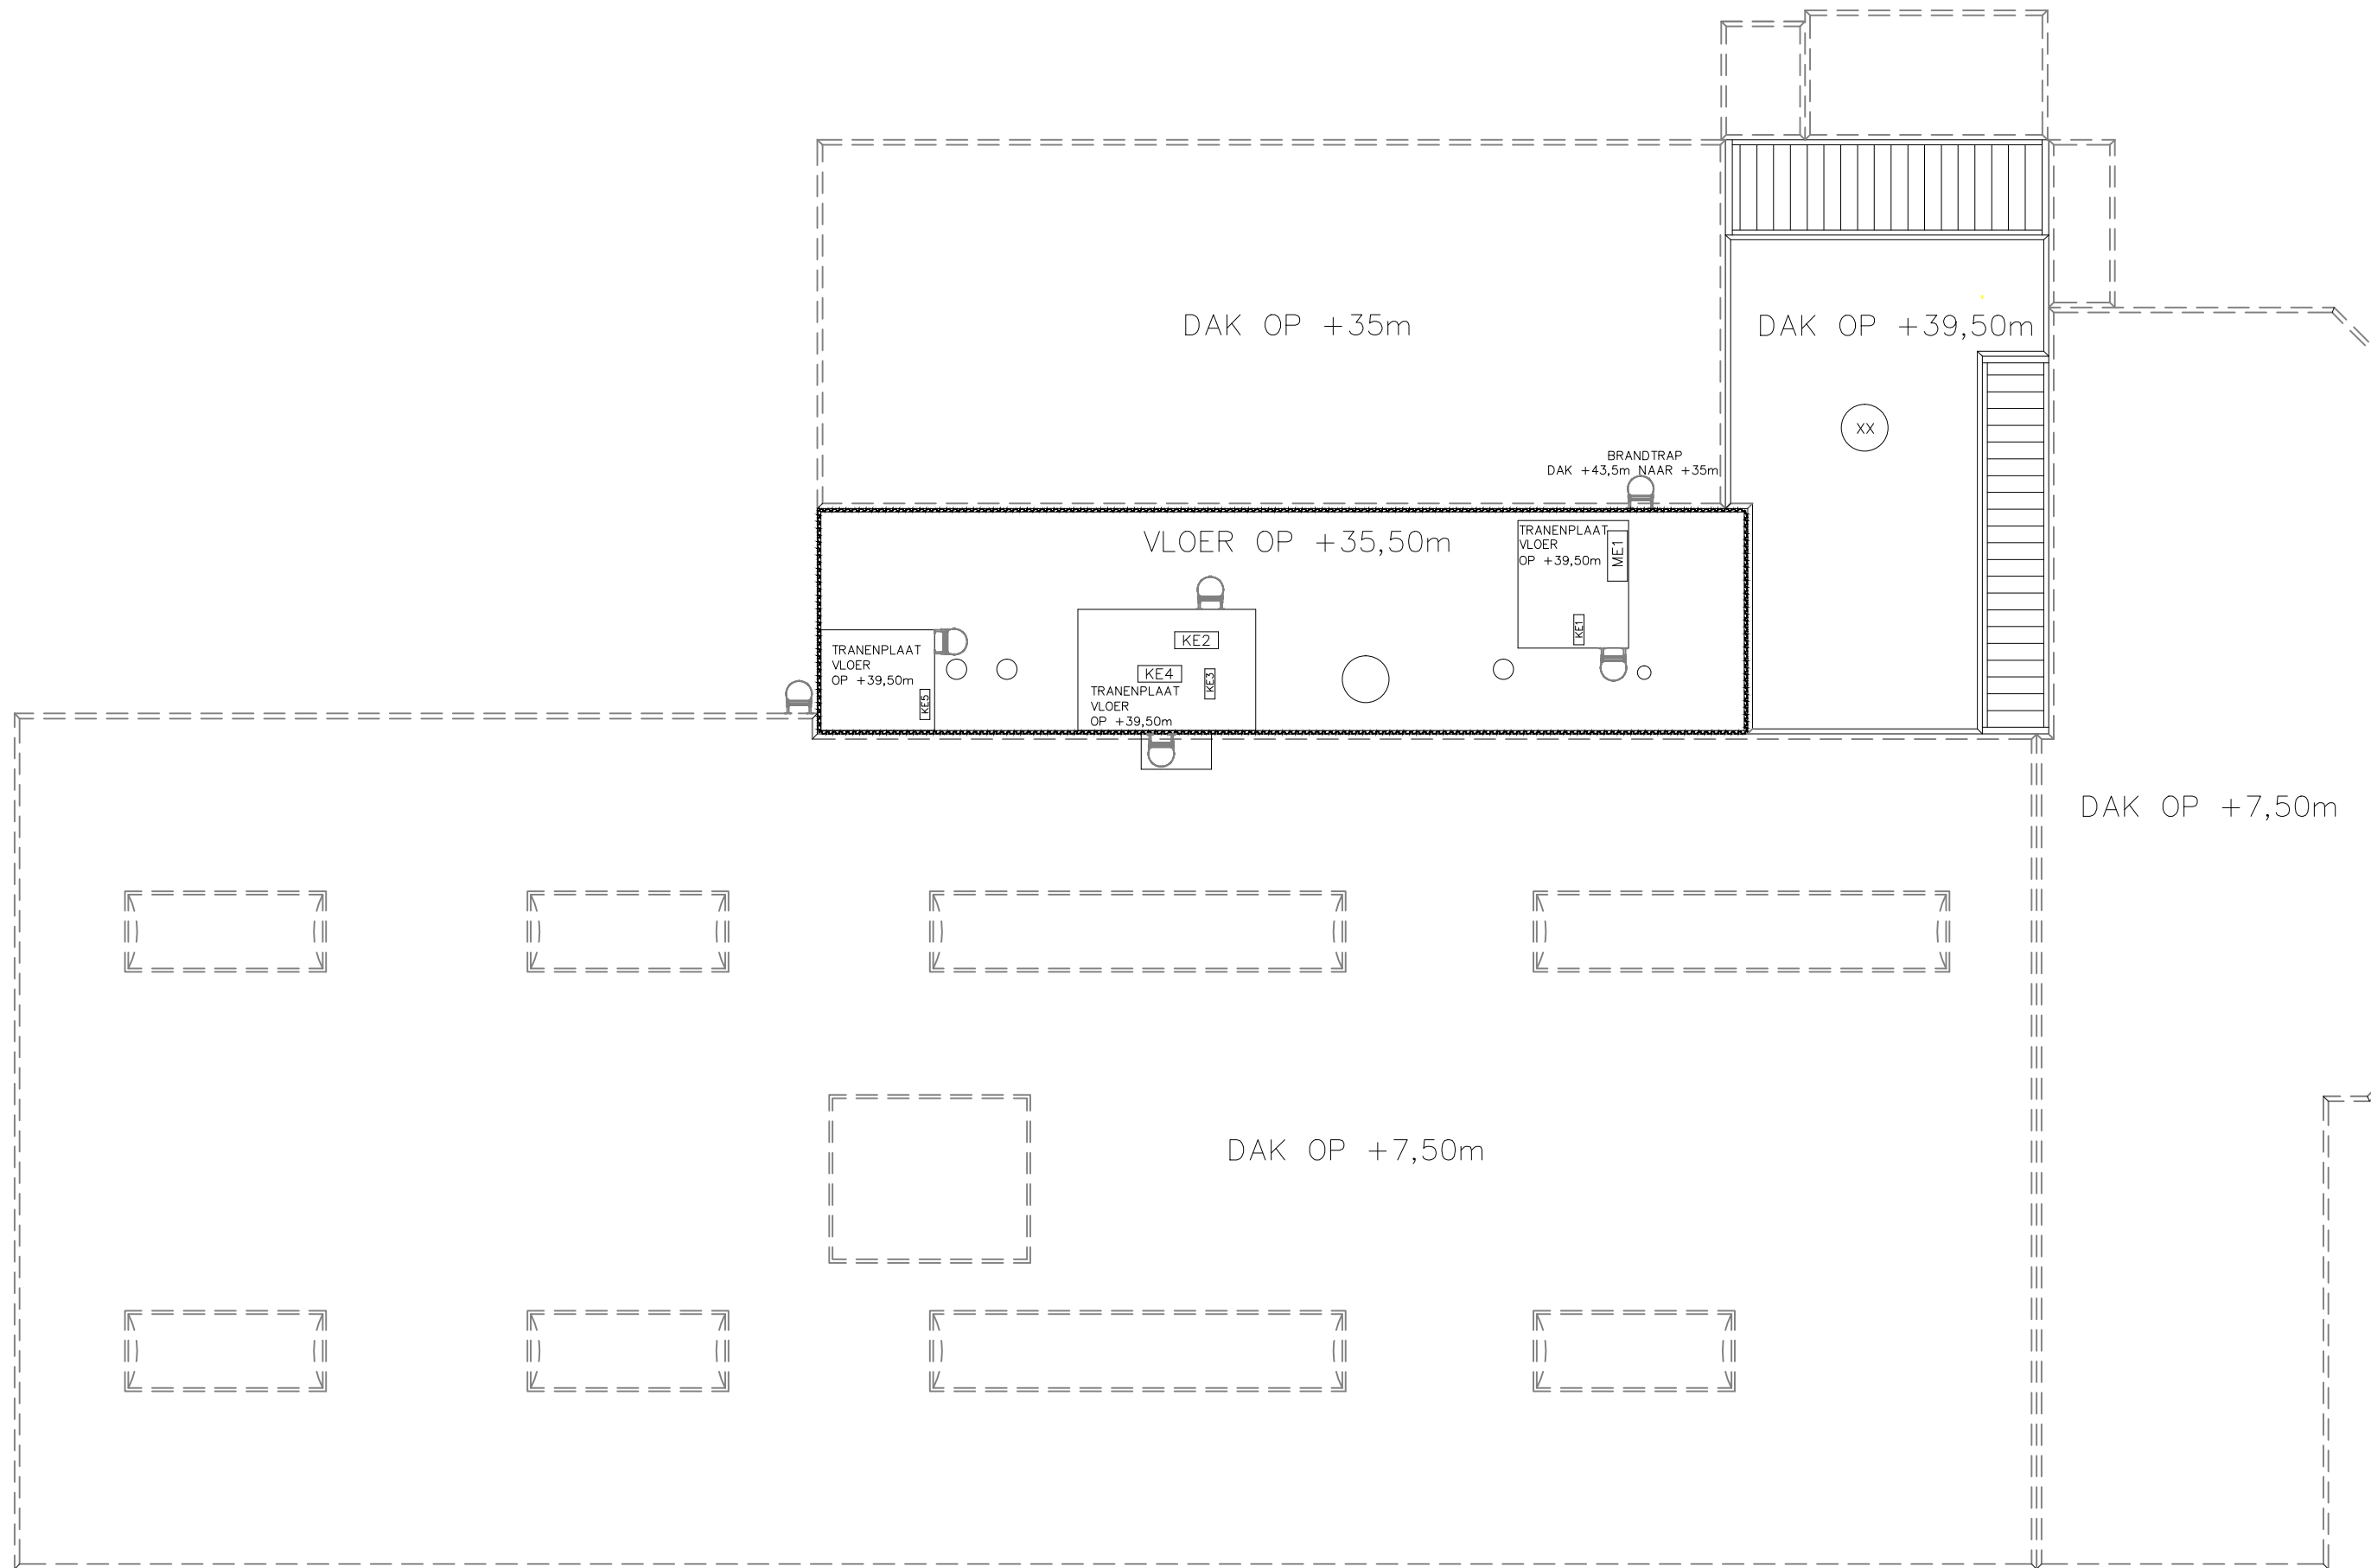 DAK OP +35m
DAK OP +39,50m
XX
BRANDTRAP
DAK +43,5m NAAR +35m
VLOER OP +35,50m
TRANENPLAAT
VLOER
OP +39,50m
ME1
KE1
KE2
KE4
KE3
TRANENPLAAT
VLOER
OP +39,50m
TRANENPLAAT
VLOER
OP +39,50m
KE5
DAK OP +7,50m
DAK OP +7,50m